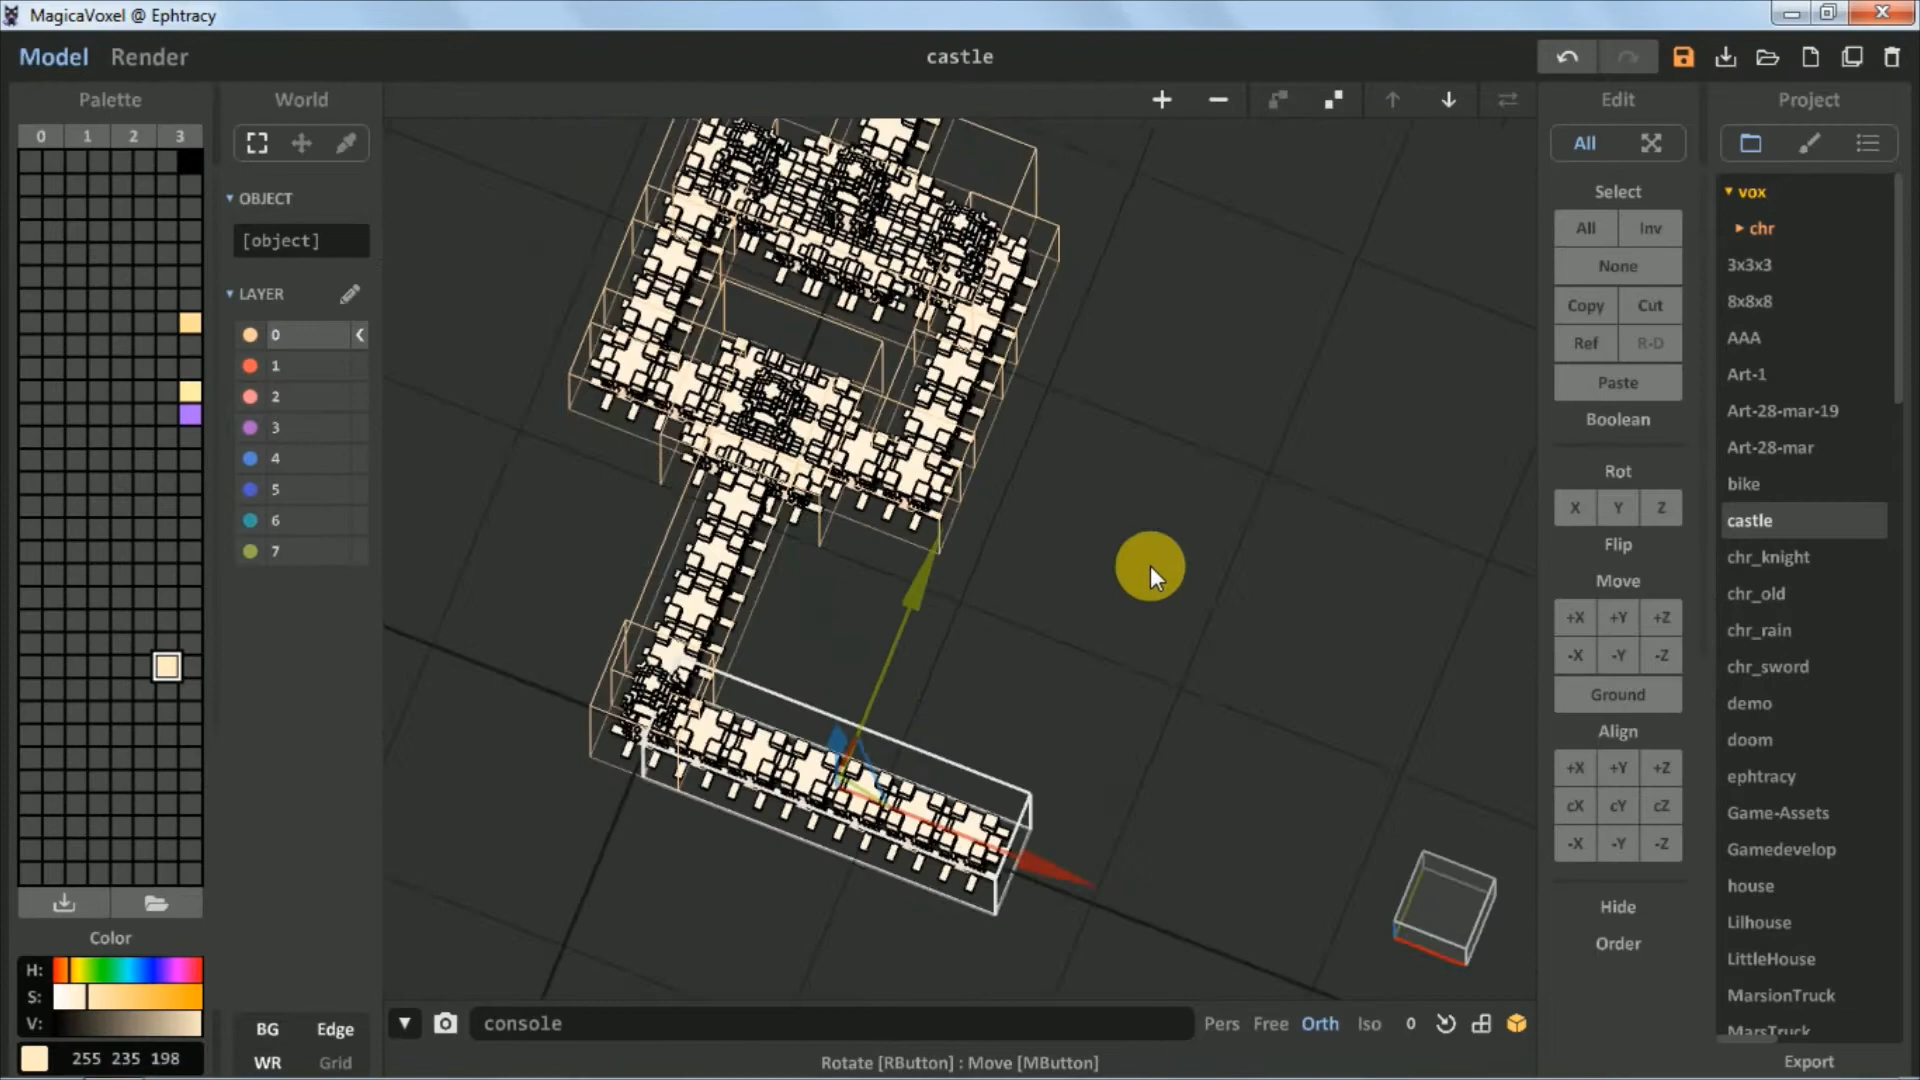 MagicaVoxel @ Ephtracy
Model Render
castle
Palette
0 1 2 3
Color
H:
S:
V:
255 235 198
World
OBJECT
[object]
LAYER
0
1
2
3
4
5
6
7
BG Edge
WR Grid
console
Pers Free Orth Iso 0
Rotate [RButton] : Move [MButton]
Edit
All
Select
All Inv
None
Copy Cut
Ref R-D
Paste
Boolean
Rot
X Y Z
Flip
Move
+X +Y +Z
-X -Y -Z
Ground
Align
+X +Y +Z
cX cY cZ
-X -Y -Z
Hide
Order
Project
vox
chr
3x3x3
8x8x8
AAA
Art-1
Art-28-mar-19
Art-28-mar
bike
castle
chr_knight
chr_old
chr_rain
chr_sword
demo
doom
ephtracy
Game-Assets
Gamedevelop
house
Lilhouse
LittleHouse
MarsionTruck
MarsTruck
Export